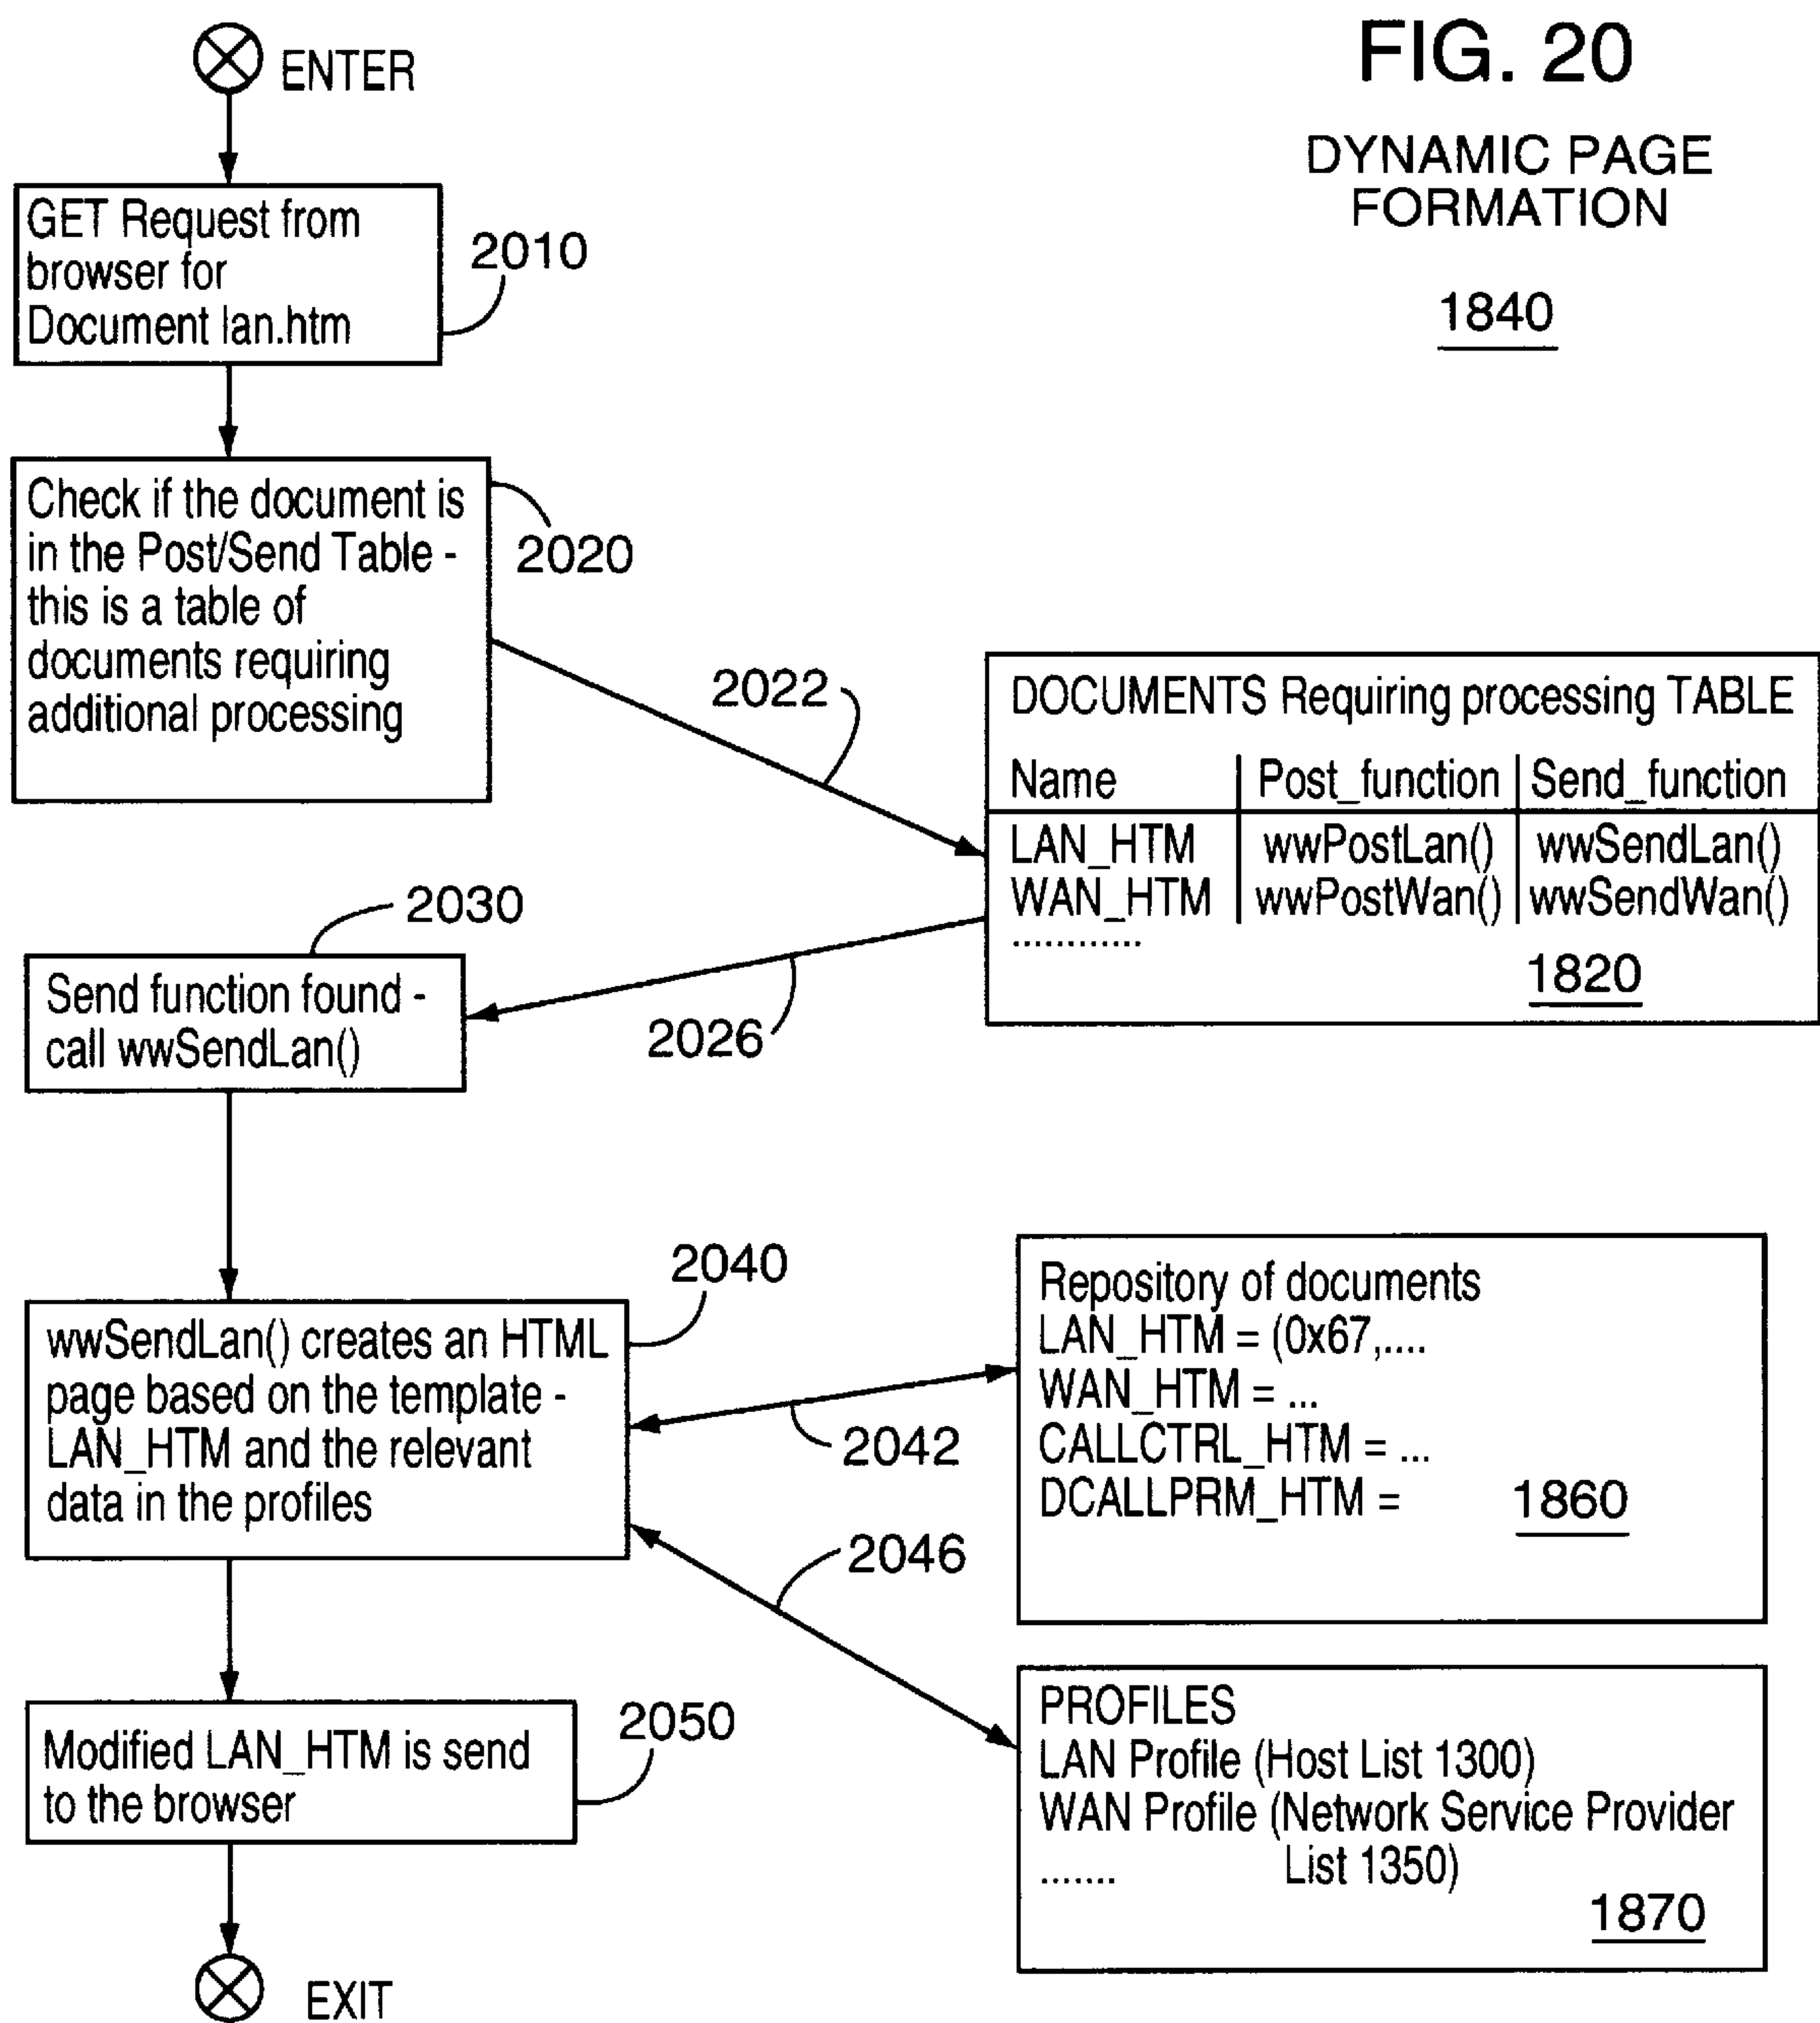 FIG. 20
DYNAMIC PAGE
FORMATION
1840
ENTER
GET Request from
browser for
Document lan.htm
2010
Check if the document is
in the Post/Send Table -
this is a table of
documents requiring
additional processing
2020
2022
DOCUMENTS Requiring processing TABLE
Name Post_function Send_function
LAN_HTM wwPostLan() wwSendLan()
WAN_HTM wwPostWan() wwSendWan()
............
1820
2026
2030
Send function found -
call wwSendLan()
2040
wwSendLan() creates an HTML
page based on the template -
LAN_HTM and the relevant
data in the profiles
2042
Repository of documents
LAN_HTM = (0x67,....
WAN_HTM = ...
CALLCTRL_HTM = ...
DCALLPRM_HTM =
1860
2046
PROFILES
LAN Profile (Host List 1300)
WAN Profile (Network Service Provider
....... List 1350)
1870
2050
Modified LAN_HTM is send
to the browser
EXIT